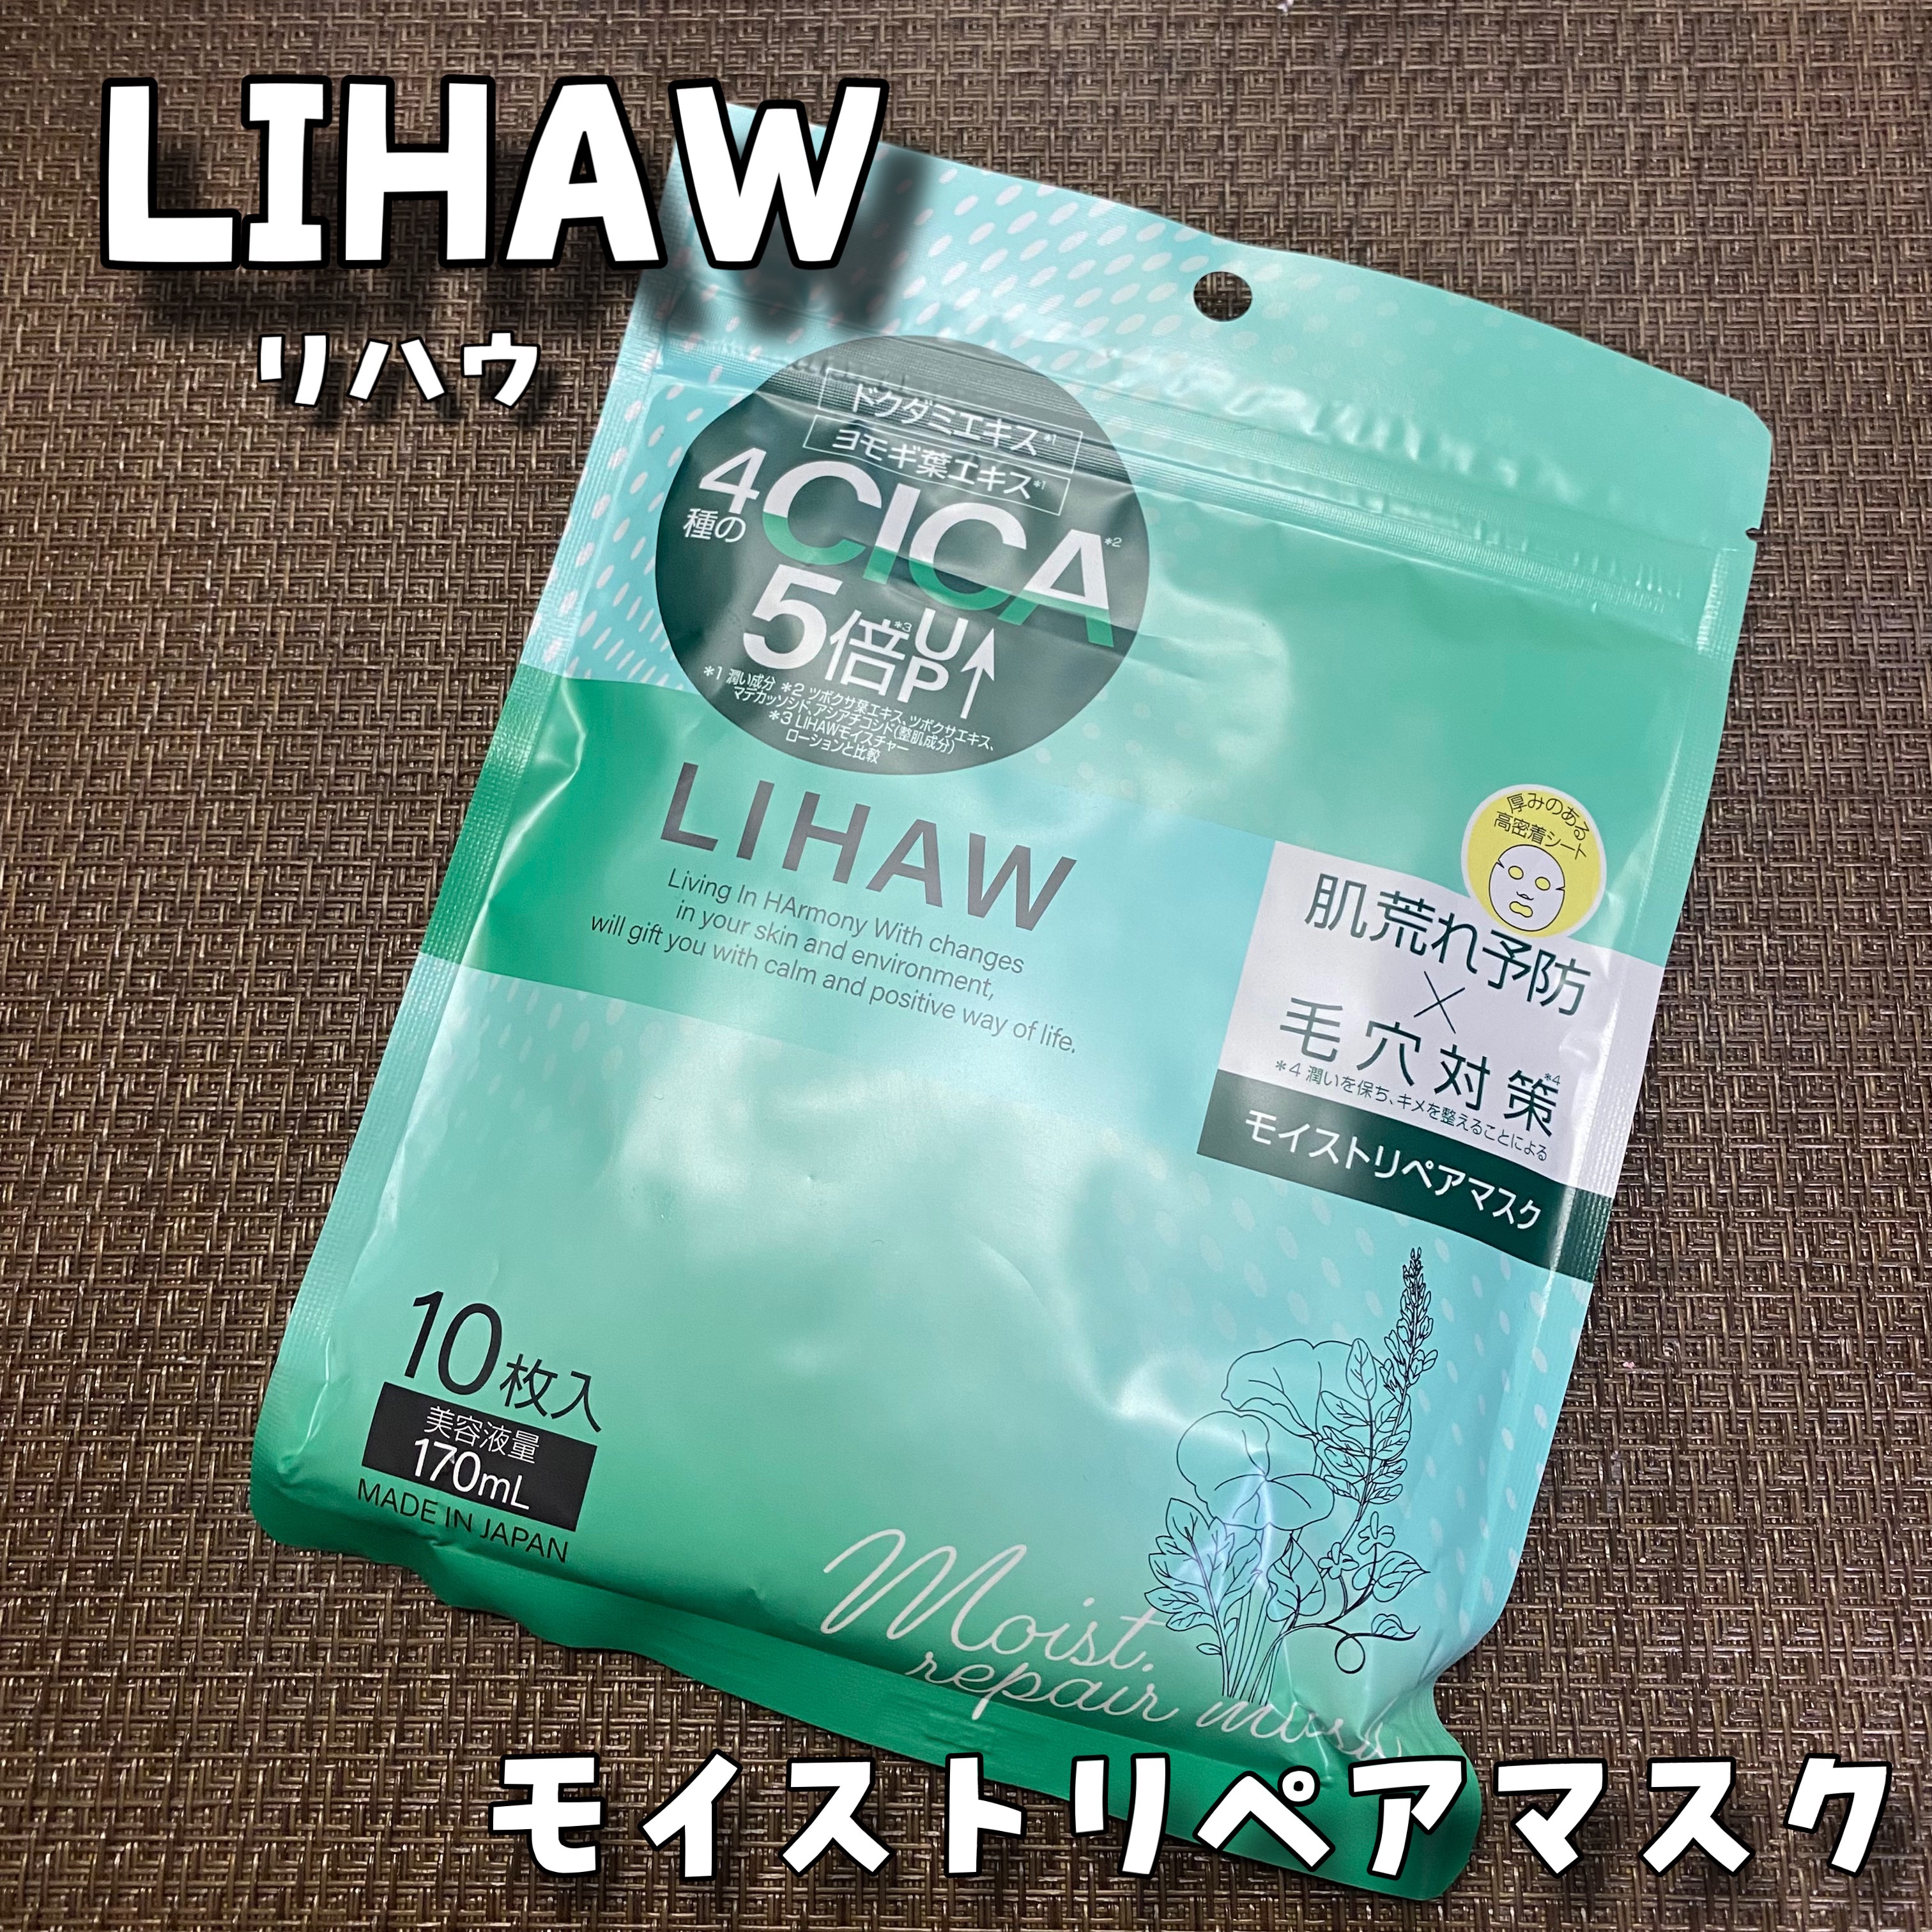 LIHAW
リハウ
ドクダミエキス*1
ヨモギ葉エキス*1
4種のCICA*2
5倍*3UP↑
*1 潤い成分 *2 ツボクサ葉エキス、ツボクサエキス、
マデカッソシド、アシアチコシド(整肌成分)
*3 LIHAWモイスチャー
ローションと比較
LIHAW
Living In HArmony With changes
in your skin and environment,
will gift you with calm and positive way of life.
厚みのある
高密着シート
肌荒れ予防
×
毛穴対策*4
*4 潤いを保ち、キメを整えることによる
モイストリペアマスク
10枚入
美容液量
170mL
MADE IN JAPAN
Moist.
repair mask
モイストリペアマスク